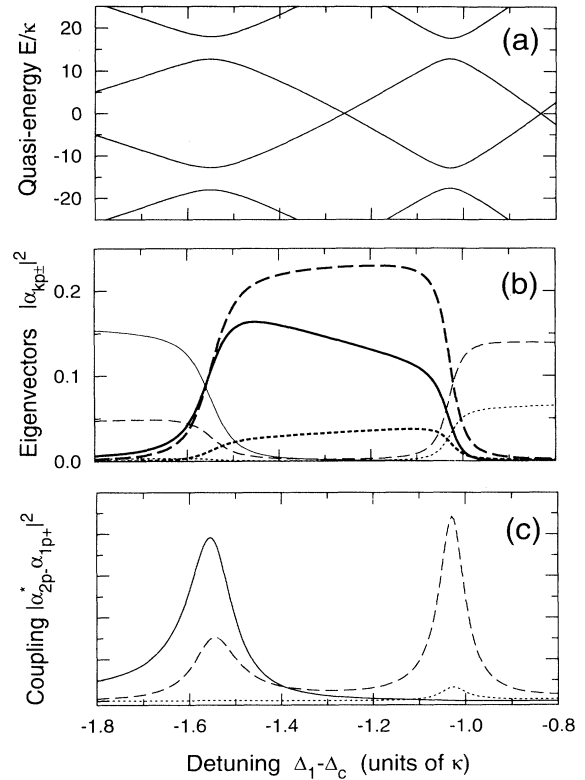 Quasi-energy E/κ
20
10
0
-10
-20
(a)
Eigenvectors |α_{kp±}|²
0.2
0.1
0.0
(b)
Coupling |α*_{2p-} α_{1p+}|²
(c)
-1.8 -1.6 -1.4 -1.2 -1.0 -0.8
Detuning Δ₁-Δ_c (units of κ)